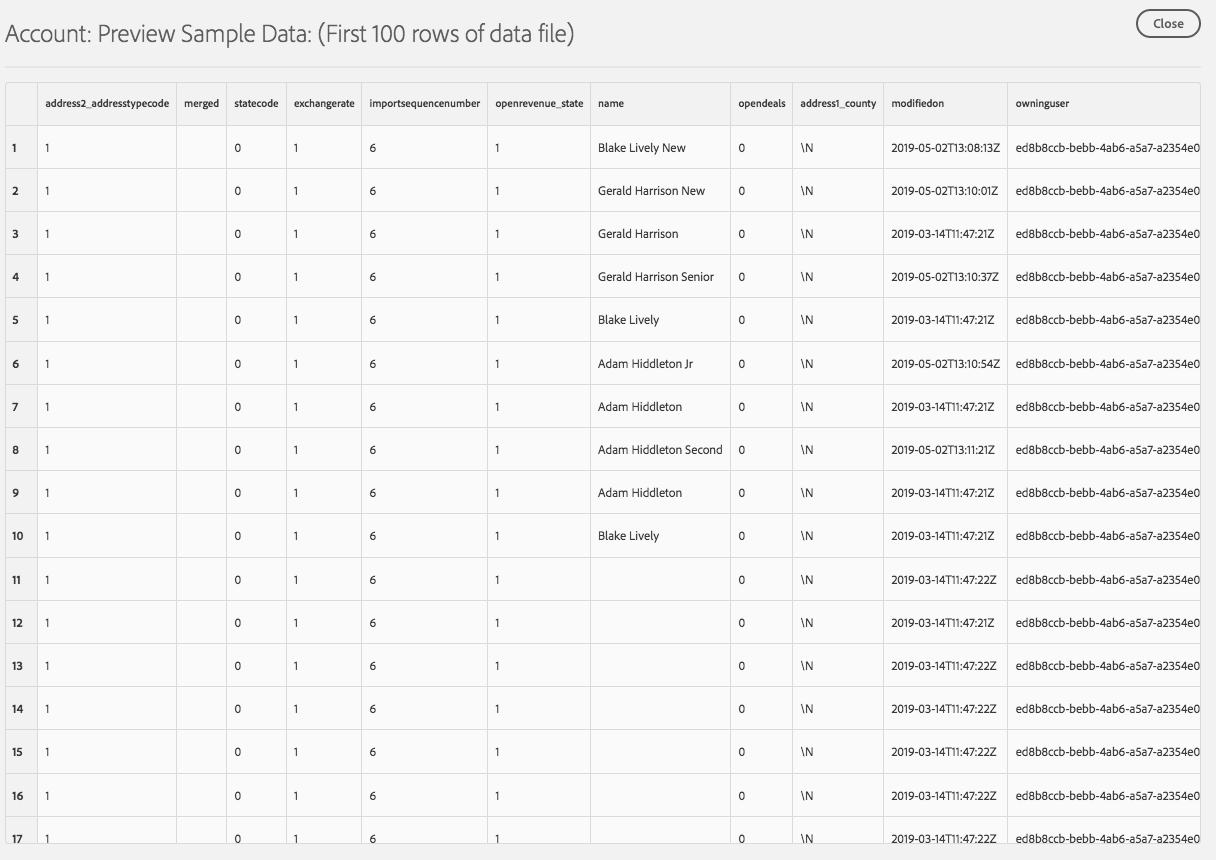 Account: Preview Sample Data: (First 100 rows of data file)
Close
address2_addresstypecode merged statecode exchangerate importsequencenumber openrevenue_state name opendeals address1_county modifiedon owninguser
1 1 0 1 6 1 Blake Lively New 0 \N 2019-05-02T13:08:13Z ed8b8ccb-bebb-4ab6-a5a7-a2354e0
2 1 0 1 6 1 Gerald Harrison New 0 \N 2019-05-02T13:10:01Z ed8b8ccb-bebb-4ab6-a5a7-a2354e0
3 1 0 1 6 1 Gerald Harrison 0 \N 2019-03-14T11:47:21Z ed8b8ccb-bebb-4ab6-a5a7-a2354e0
4 1 0 1 6 1 Gerald Harrison Senior 0 \N 2019-05-02T13:10:37Z ed8b8ccb-bebb-4ab6-a5a7-a2354e0
5 1 0 1 6 1 Blake Lively 0 \N 2019-03-14T11:47:21Z ed8b8ccb-bebb-4ab6-a5a7-a2354e0
6 1 0 1 6 1 Adam Hiddleton Jr 0 \N 2019-05-02T13:10:54Z ed8b8ccb-bebb-4ab6-a5a7-a2354e0
7 1 0 1 6 1 Adam Hiddleton 0 \N 2019-03-14T11:47:21Z ed8b8ccb-bebb-4ab6-a5a7-a2354e0
8 1 0 1 6 1 Adam Hiddleton Second 0 \N 2019-05-02T13:11:21Z ed8b8ccb-bebb-4ab6-a5a7-a2354e0
9 1 0 1 6 1 Adam Hiddleton 0 \N 2019-03-14T11:47:21Z ed8b8ccb-bebb-4ab6-a5a7-a2354e0
10 1 0 1 6 1 Blake Lively 0 \N 2019-03-14T11:47:21Z ed8b8ccb-bebb-4ab6-a5a7-a2354e0
11 1 0 1 6 1 0 \N 2019-03-14T11:47:22Z ed8b8ccb-bebb-4ab6-a5a7-a2354e0
12 1 0 1 6 1 0 \N 2019-03-14T11:47:21Z ed8b8ccb-bebb-4ab6-a5a7-a2354e0
13 1 0 1 6 1 0 \N 2019-03-14T11:47:22Z ed8b8ccb-bebb-4ab6-a5a7-a2354e0
14 1 0 1 6 1 0 \N 2019-03-14T11:47:22Z ed8b8ccb-bebb-4ab6-a5a7-a2354e0
15 1 0 1 6 1 0 \N 2019-03-14T11:47:22Z ed8b8ccb-bebb-4ab6-a5a7-a2354e0
16 1 0 1 6 1 0 \N 2019-03-14T11:47:22Z ed8b8ccb-bebb-4ab6-a5a7-a2354e0
17 1 0 1 6 1 0 \N 2019-03-14T11:47:22Z ed8b8ccb-bebb-4ab6-a5a7-a2354e0